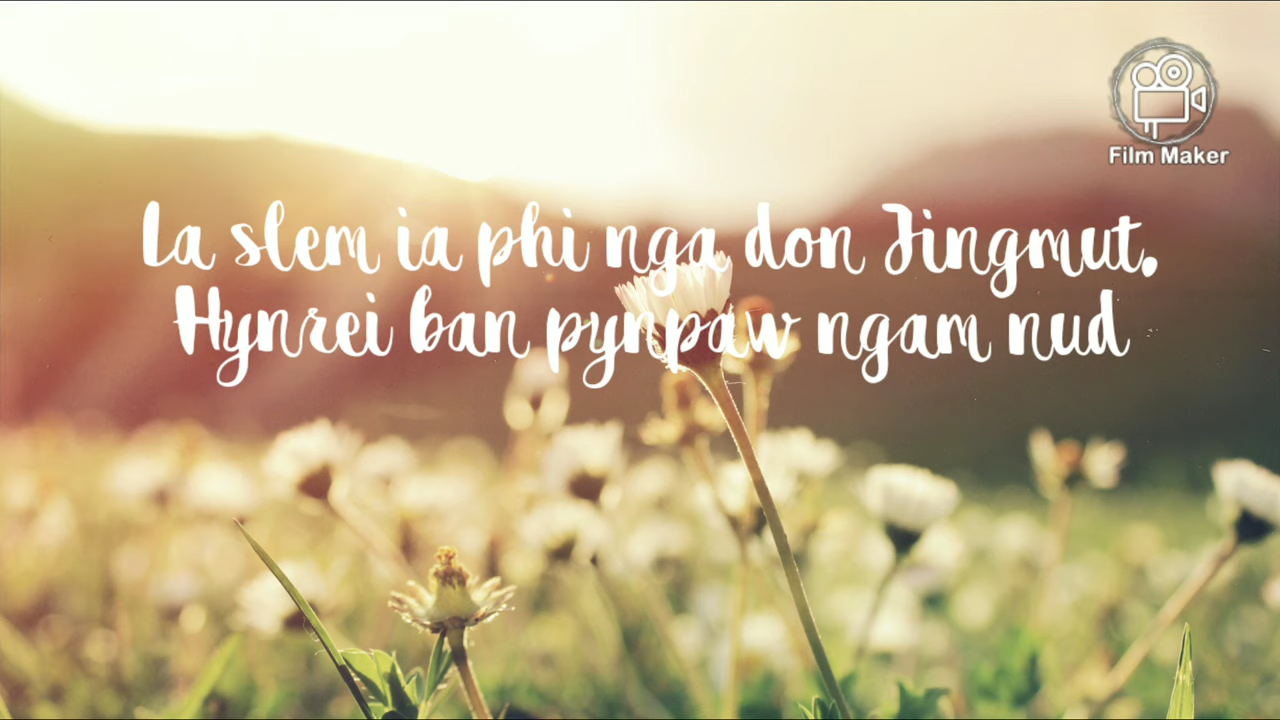 Film Maker
La slem ia phi nga don Jingmut.
Hynrei ban pynpaw ngam nud